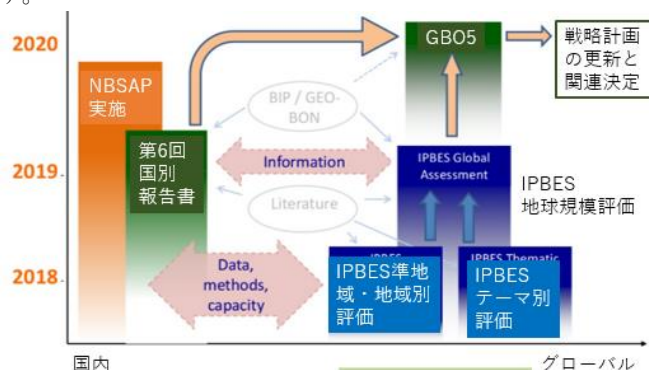 す。
2020
GBO5
戦略計画
の更新と
関連決定
NBSAP
実施
BIP / GEO-
BON
第6回
国別
報告書
2019
Information
IPBES Global
Assessment
IPBES
地球規模評価
Literature
2018
Data,
methods,
capacity
IPBES準地
域・地域別
評価
IPBES Thematic
IPBES
テーマ別
評価
国内
グローバル